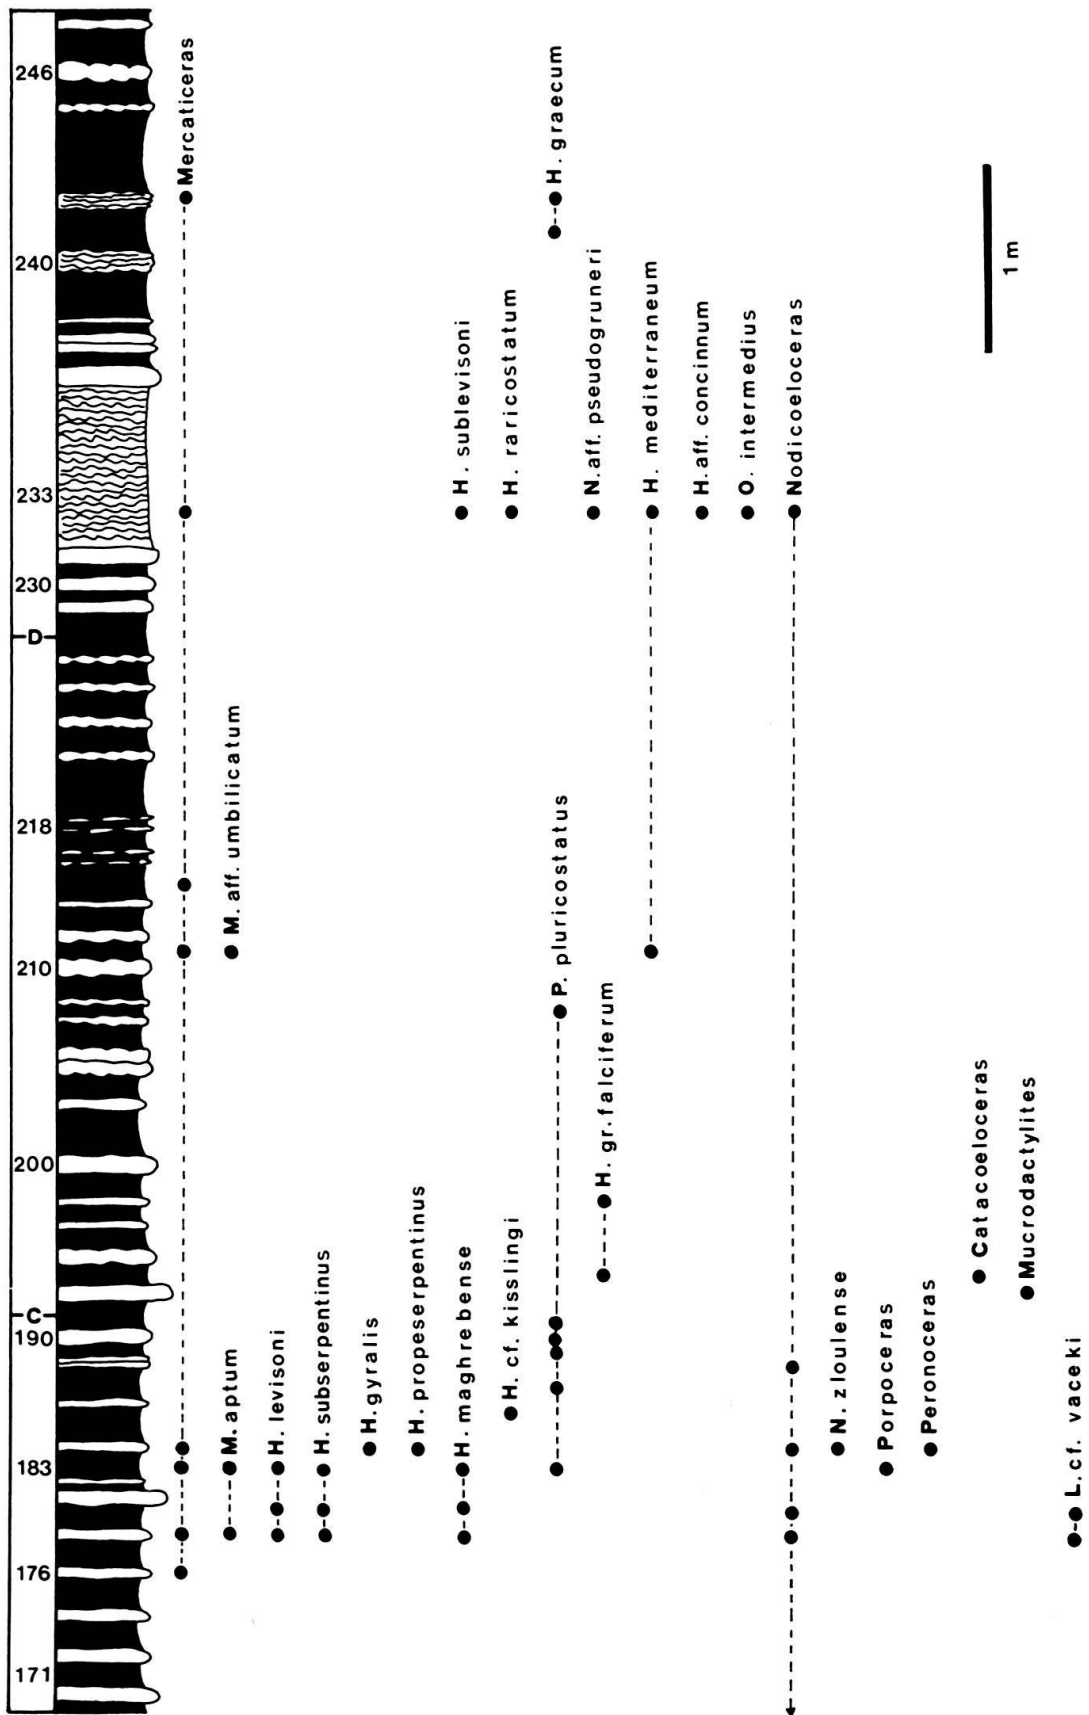 246
240
233
230
D
218
210
200
C
190
183
176
171
Mercaticeras
M. aff. umbilicatum
M. aptum
H. levisoni
H. subserpentinus
H. gyralis
H. propeserpentinus
H. maghrebense
H. sublevisoni
H. cf. kisslingi
H. raricostatum
H. graecum
P. pluricostatus
N. aff. pseudogruneri
H. gr. falciferum
H. mediterraneum
H. aff. concinnum
O. intermedius
Nodicoeloceras
N. zloulense
Porpoceras
Peronoceras
Catacoeloceras
Mucrodactylites
L. cf. vaceki
1 m